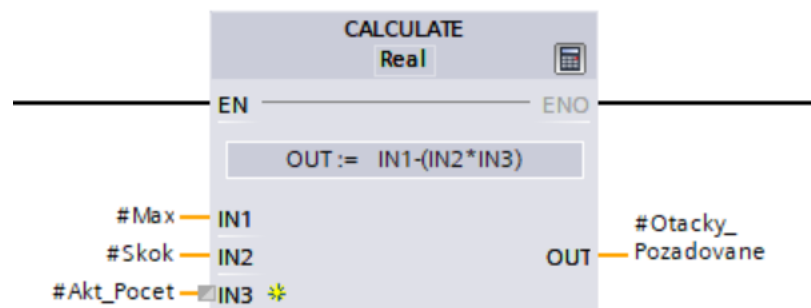 CALCULATE
Real
EN
ENO
OUT := IN1-(IN2*IN3)
#Max
IN1
#Skok
IN2
#Akt_Pocet
IN3
OUT
#Otacky_
Pozadovane